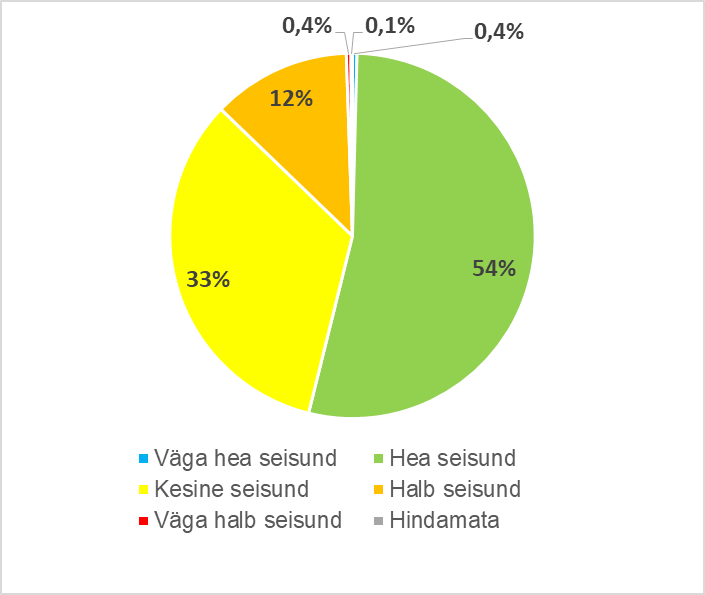 0,4% 0,1% 0,4%
12%
54%
33%
Väga hea seisund Hea seisund
Kesine seisund Halb seisund
Väga halb seisund Hindamata